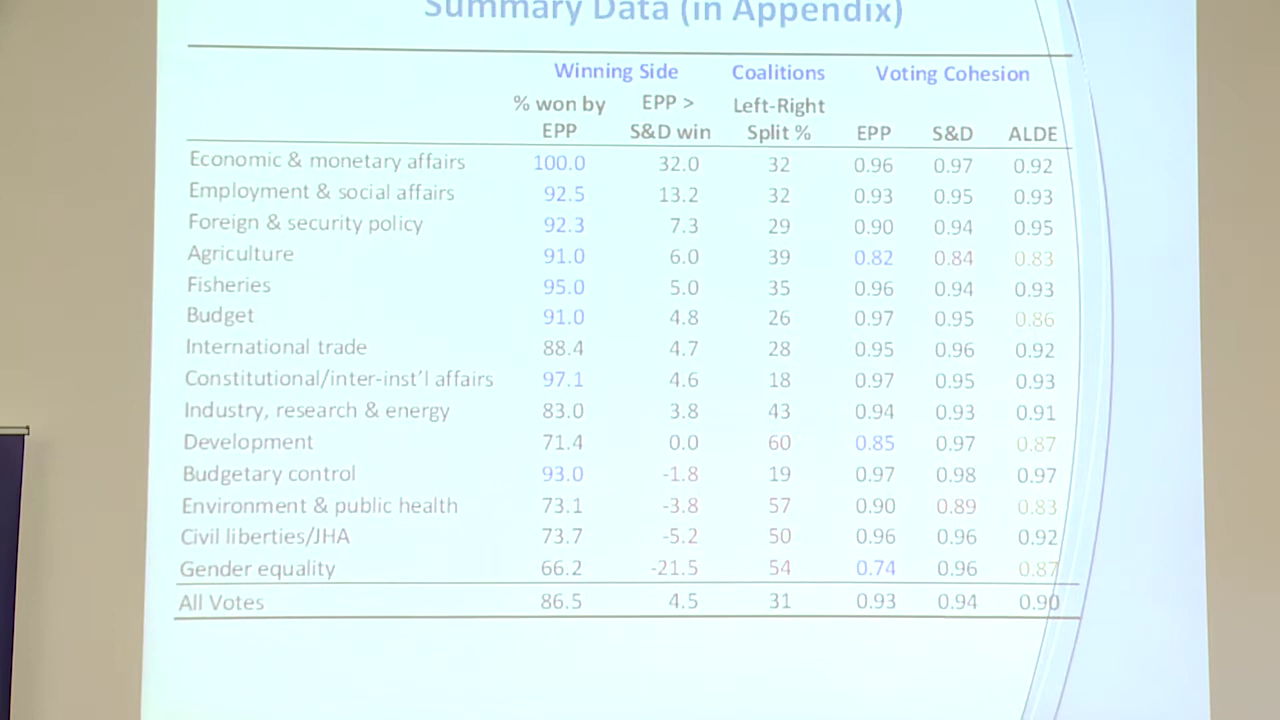 Summary Data (in Appendix)
Winning Side Coalitions Voting Cohesion
% won by EPP > Left-Right
EPP S&D win Split % EPP S&D ALDE
Economic & monetary affairs 100.0 32.0 32 0.96 0.97 0.92
Employment & social affairs 92.5 13.2 32 0.93 0.95 0.93
Foreign & security policy 92.3 7.3 29 0.90 0.94 0.95
Agriculture 91.0 6.0 39 0.82 0.84 0.83
Fisheries 95.0 5.0 35 0.96 0.94 0.93
Budget 91.0 4.8 26 0.97 0.95 0.86
International trade 88.4 4.7 28 0.95 0.96 0.92
Constitutional/inter-inst'l affairs 97.1 4.6 18 0.97 0.95 0.93
Industry, research & energy 83.0 3.8 43 0.94 0.93 0.91
Development 71.4 0.0 60 0.85 0.97 0.87
Budgetary control 93.0 -1.8 19 0.97 0.98 0.97
Environment & public health 73.1 -3.8 57 0.90 0.89 0.83
Civil liberties/JHA 73.7 -5.2 50 0.96 0.96 0.92
Gender equality 66.2 -21.5 54 0.74 0.96 0.87
All Votes 86.5 4.5 31 0.93 0.94 0.90